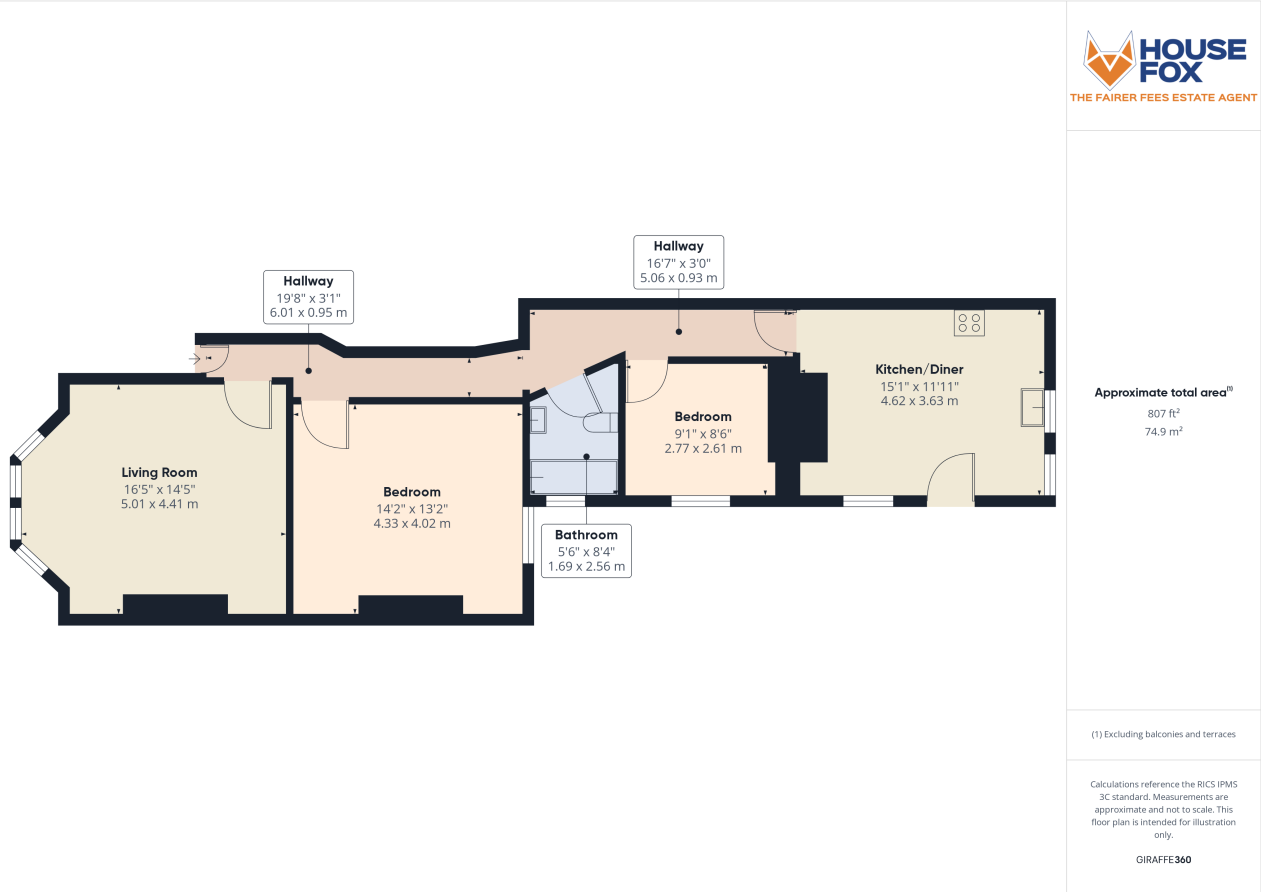 HOUSE
FOX
THE FAIRER FEES ESTATE AGENT
Hallway
16'7" x 3'0"
5.06 x 0.93 m
Hallway
19'8" x 3'1"
6.01 x 0.95 m
Kitchen/Diner
15'1" x 11'11"
4.62 x 3.63 m
Bedroom
9'1" x 8'6"
2.77 x 2.61 m
Living Room
16'5" x 14'5"
5.01 x 4.41 m
Bedroom
14'2" x 13'2"
4.33 x 4.02 m
Bathroom
5'6" x 8'4"
1.69 x 2.56 m
Approximate total area⁽¹⁾
807 ft²
74.9 m²
(1) Excluding balconies and terraces
Calculations reference the RICS IPMS
3C standard. Measurements are
approximate and not to scale. This
floor plan is intended for illustration
only.
GIRAFFE360